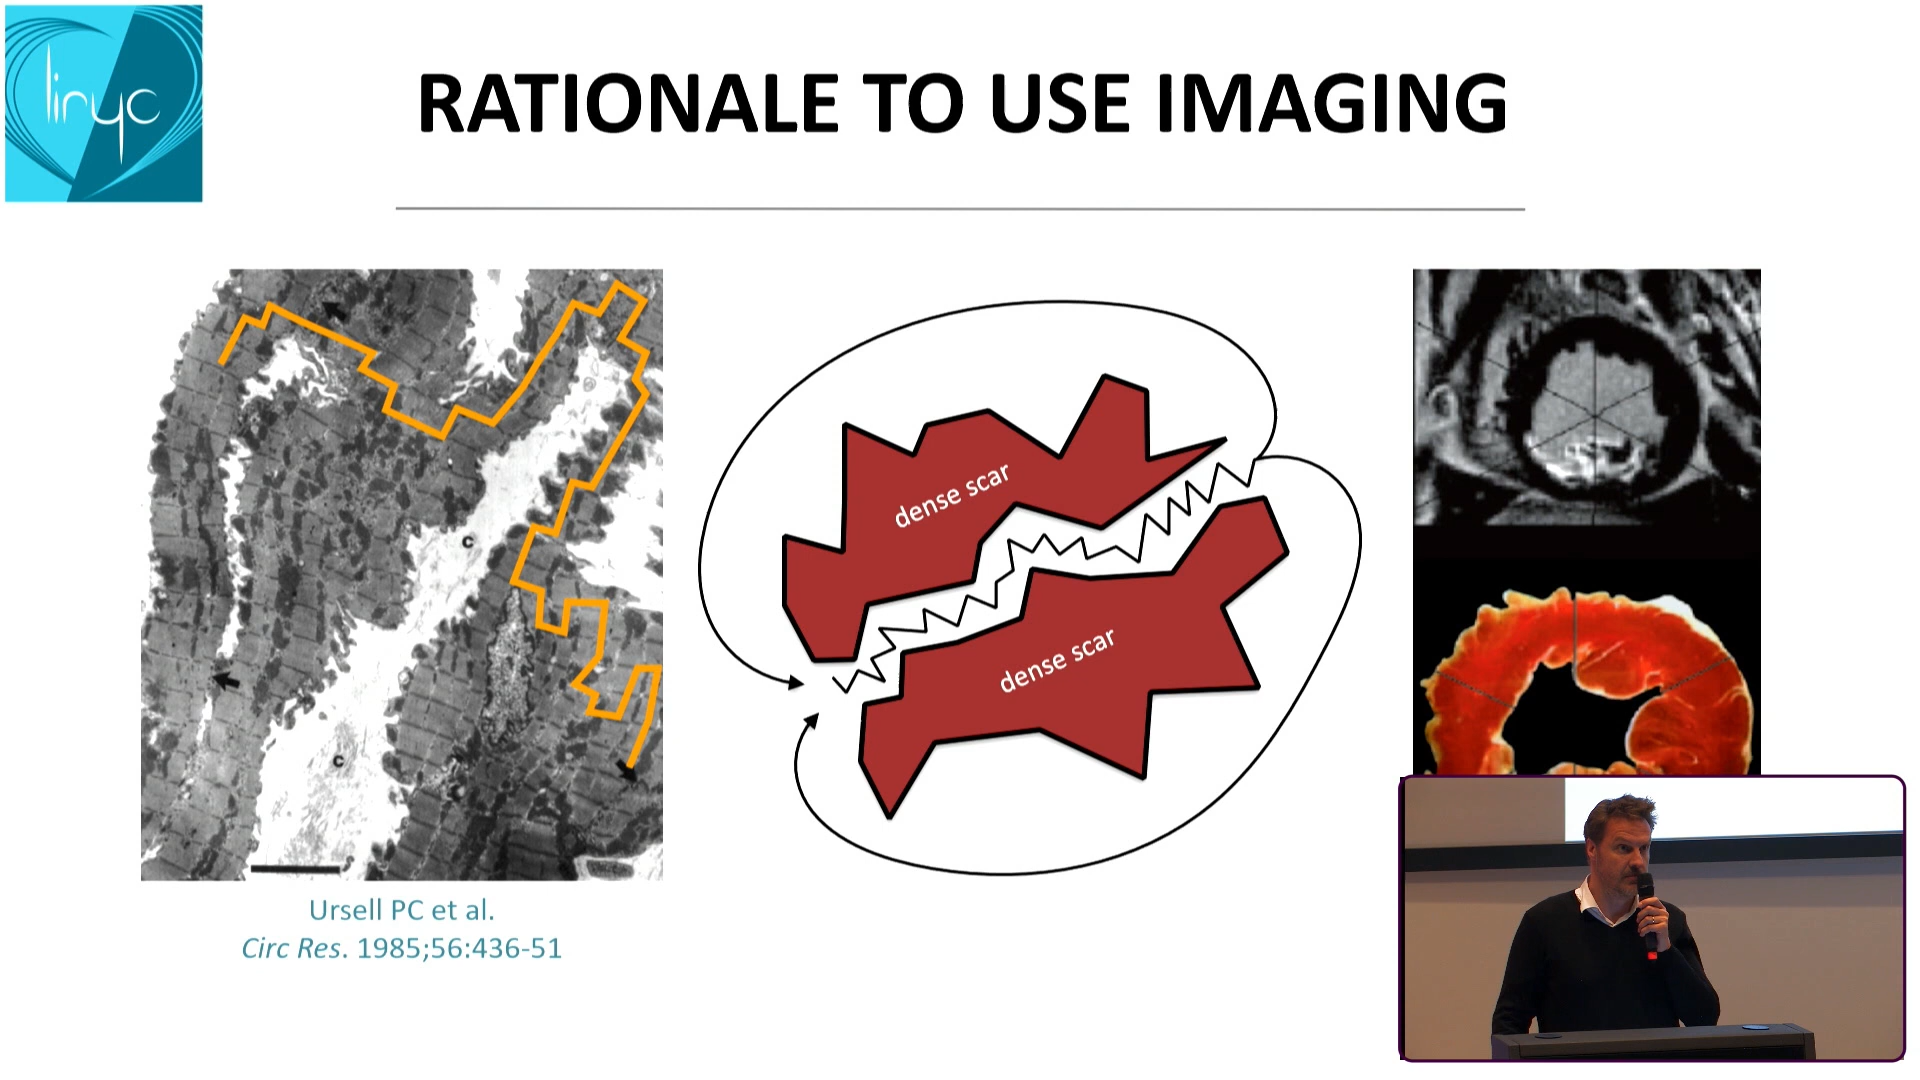 liryc
RATIONALE TO USE IMAGING
c
c
dense scar
dense scar
Ursell PC et al.
Circ Res. 1985;56:436-51